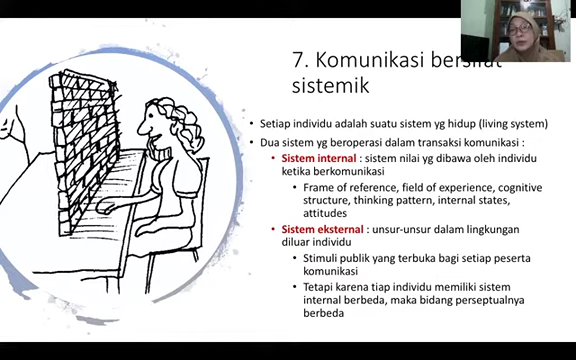 7. Komunikasi bersifat
sistemik
• Setiap individu adalah suatu sistem yg hidup (living system)
• Dua sistem yg beroperasi dalam transaksi komunikasi :
• Sistem internal : sistem nilai yg dibawa oleh individu
ketika berkomunikasi
• Frame of reference, field of experience, cognitive
structure, thinking pattern, internal states,
attitudes
• Sistem eksternal : unsur-unsur dalam lingkungan
diluar individu
• Stimuli publik yang terbuka bagi setiap peserta
komunikasi
• Tetapi karena tiap individu memiliki sistem
internal berbeda, maka bidang perseptualnya
berbeda